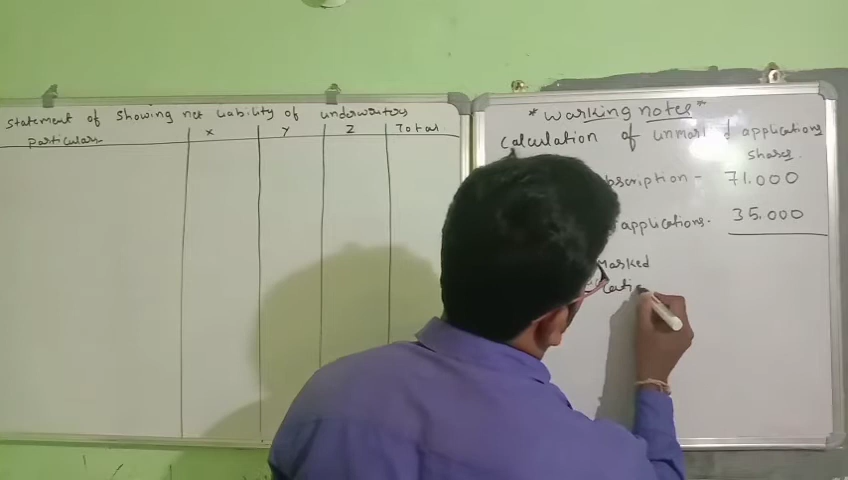 Statement of Showing net Liability of underwriters
particulars X Y Z Total
*Working notes*
Calculation of unmarked applications
Shares.
bscription - 71.000
applications. 35.000
marked